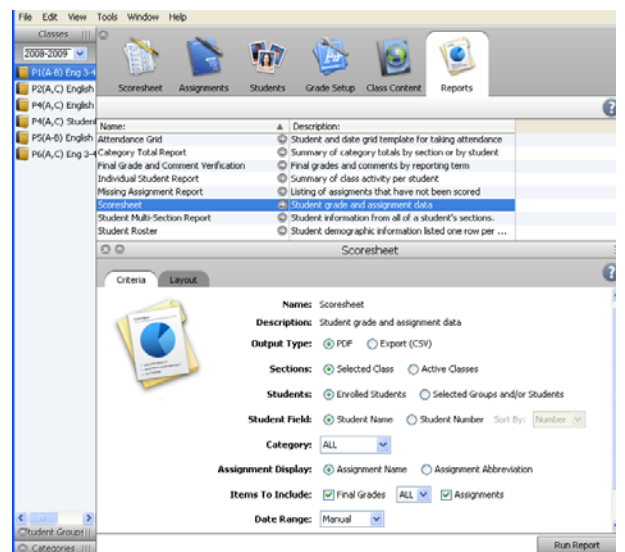 File Edit View Tools Window Help
Classes
2008-2009
P1(A-B) Eng 3-4
P2(A,C) English
P4(A,C) English
P4(A,C) Student
P5(A-B) English
P6(A,C) Eng 3-4
Scoresheet Assignments Students Grade Setup Class Content Reports
Name: Description:
Attendance Grid Student and date grid template for taking attendance
Category Total Report Summary of category totals by section or by student
Final Grade and Comment Verification Final grades and comments by reporting term
Individual Student Report Summary of class activity per student
Missing Assignment Report Listing of assigments that have not been scored
Scoresheet Student grade and assignment data
Student Multi-Section Report Student information from all of a student's sections.
Student Roster Student demographic information listed one row per ...
Scoresheet
Criteria Layout
Name: Scoresheet
Description: Student grade and assignment data
Output Type: PDF Export (CSV)
Sections: Selected Class Active Classes
Students: Enrolled Students Selected Groups and/or Students
Student Field: Student Name Student Number Sort By: Number
Category: ALL
Assignment Display: Assignment Name Assignment Abbreviation
Items To Include: Final Grades ALL Assignments
Date Range: Manual
Student Groups
Categories
Run Report